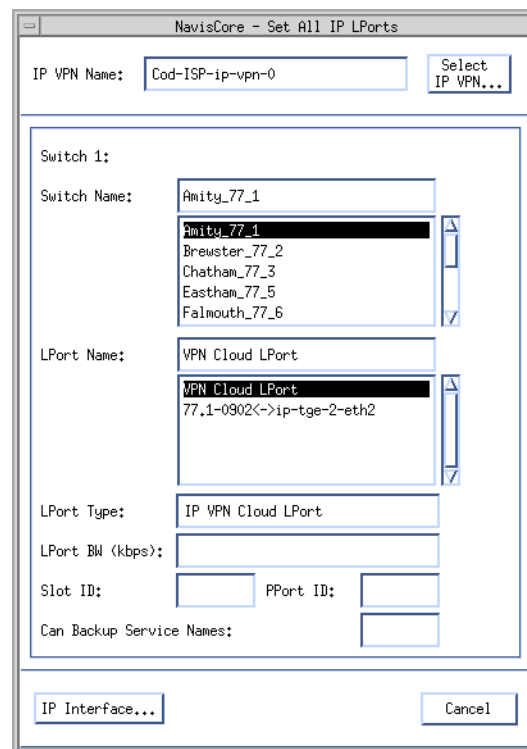 NavisCore - Set All IP LPorts
IP VPN Name: Cod-ISP-ip-vpn-0 Select IP VPN...
Switch 1:
Switch Name: Amity_77_1
Amity_77_1
Brewster_77_2
Chatham_77_3
Eastham_77_5
Falmouth_77_6
LPort Name: VPN Cloud LPort
VPN Cloud LPort
77.1-0902<->ip-tge-2-eth2
LPort Type: IP VPN Cloud LPort
LPort BW (kbps):
Slot ID: PPort ID:
Can Backup Service Names:
IP Interface... Cancel